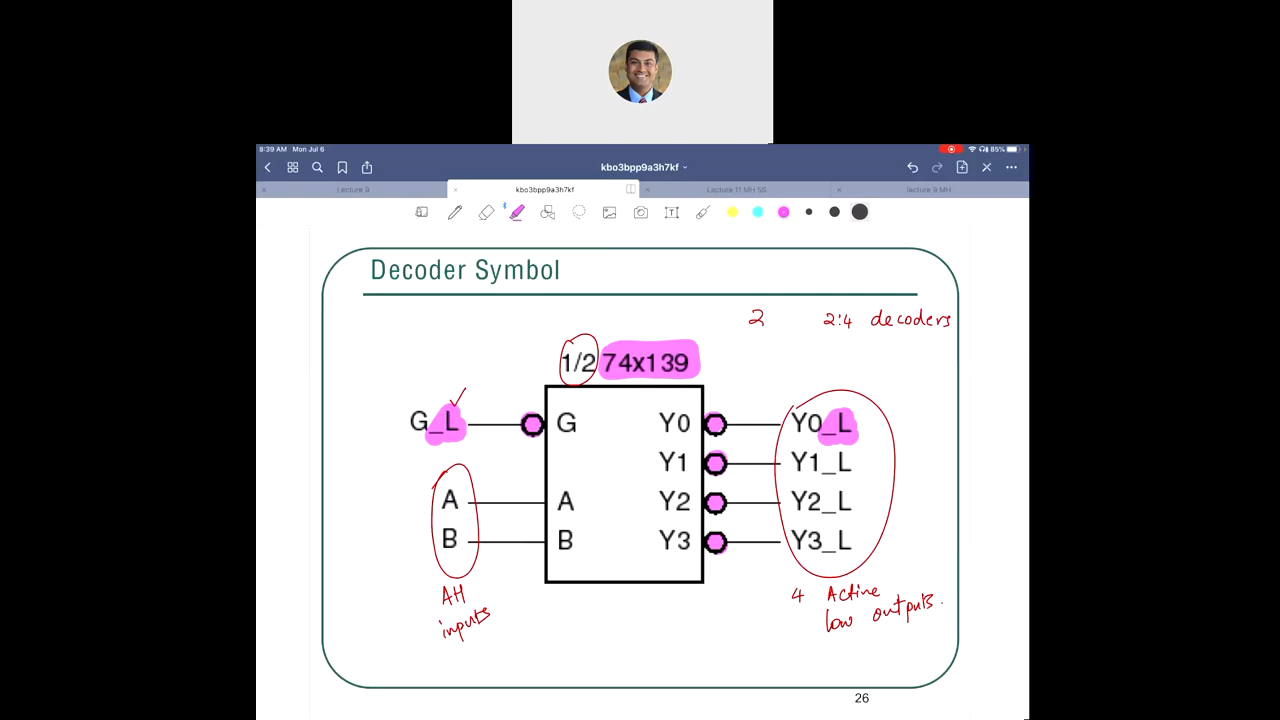 8:39 AM Mon Jul 6
85%
kbo3bpp9a3h7kf
Lecture 9
kbo3bpp9a3h7kf
Lecture 11 MH SS
lecture 9 MH
Decoder Symbol
2 2:4 decoders
1/2 74x139
G_L G Y0 Y0_L
Y1 Y1_L
A A Y2 Y2_L
B B Y3 Y3_L
AH
inputs
4 Active
low outputs.
26